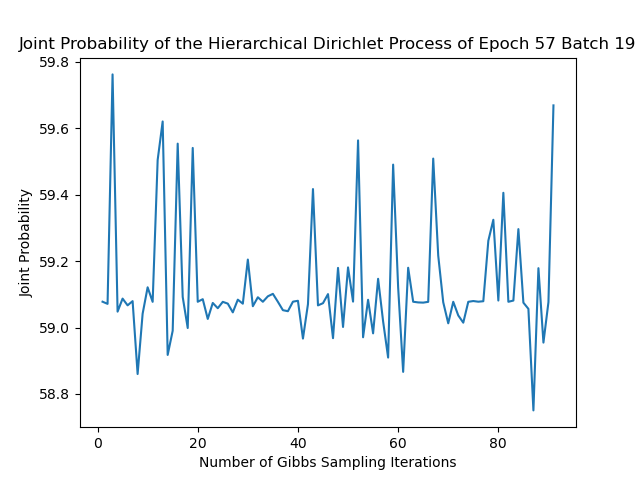 Joint Probability of the Hierarchical Dirichlet Process of Epoch 57 Batch 19
59.8
59.6
59.4
59.2
59.0
58.8
Joint Probability
0 20 40 60 80
Number of Gibbs Sampling Iterations